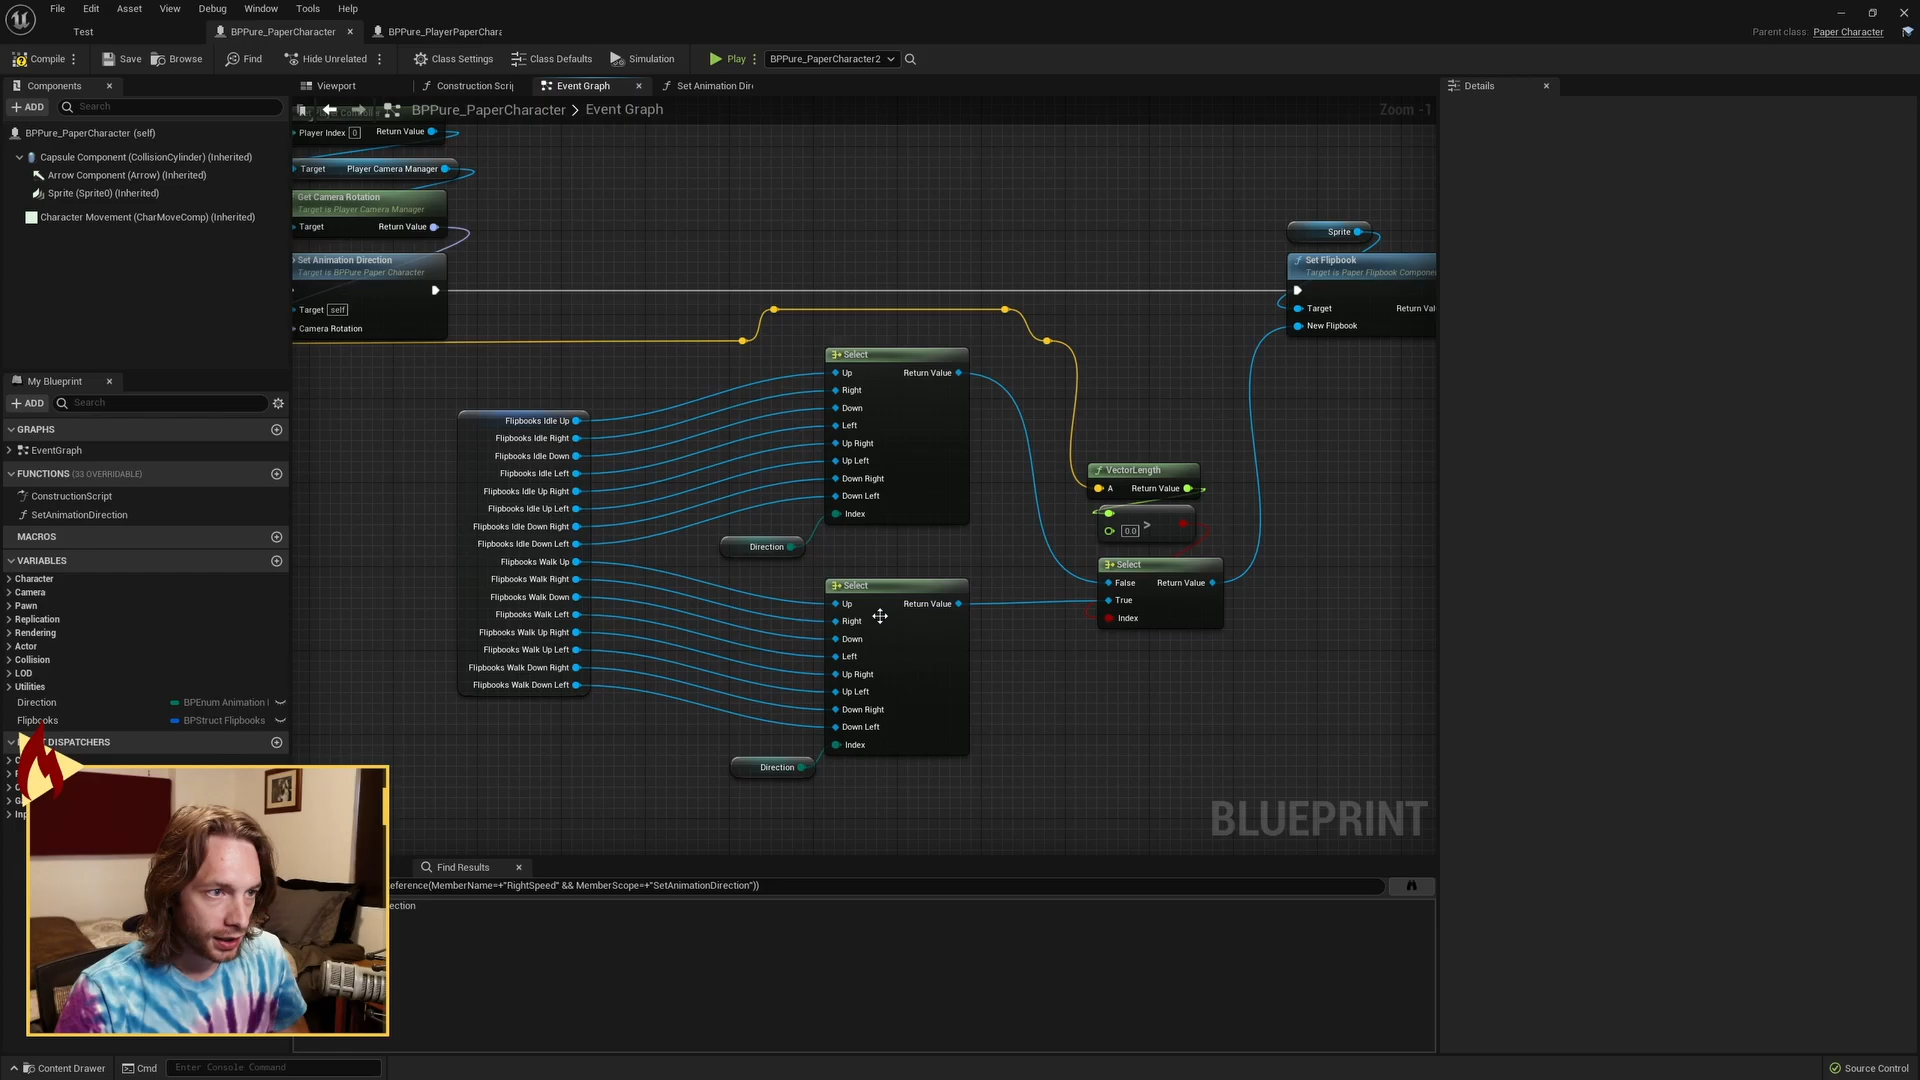 File Edit Asset View Window Debug Tools Help
Test BPPure_PaperCharacter BPPure_PlayerPaperChara
Parent class: Paper Character
Compile Save Browse Find Hide Unrelated Class Settings Class Defaults Simulation Play BPPure_PaperCharacter2
Components
ADD Search
BPPure_PaperCharacter (self)
Capsule Component (CollisionCylinder) (Inherited)
Arrow Component (Arrow) (Inherited)
Sprite (Sprite0) (Inherited)
Character Movement (CharMoveComp) (Inherited)
My Blueprint
ADD Search
GRAPHS
EventGraph
FUNCTIONS (33 OVERRIDABLE)
ConstructionScript
SetAnimationDirection
MACROS
VARIABLES
Character
Camera
Pawn
Replication
Rendering
Actor
Collision
LOD
Utilities
Direction BPEnum Animation
Flipbooks BPStruct Flipbooks
DISPATCHERS
Viewport Construction Scri Event Graph Set Animation Dire
BPPure_PaperCharacter > Event Graph
Zoom -1
Player Index 0 Return Value
Target Player Camera Manager
Get Camera Rotation
Target is Player Camera Manager
Target Return Value
Set Animation Direction
Target is BPPure Paper Character
Target self
Camera Rotation
Flipbooks Idle Up
Flipbooks Idle Right
Flipbooks Idle Down
Flipbooks Idle Left
Flipbooks Idle Up Right
Flipbooks Idle Up Left
Flipbooks Idle Down Right
Flipbooks Idle Down Left
Flipbooks Walk Up
Flipbooks Walk Right
Flipbooks Walk Down
Flipbooks Walk Left
Flipbooks Walk Up Right
Flipbooks Walk Up Left
Flipbooks Walk Down Right
Flipbooks Walk Down Left
Select
Up Return Value
Right
Down
Left
Up Right
Up Left
Down Right
Down Left
Index
Direction
Select
Up Return Value
Right
Down
Left
Up Right
Up Left
Down Right
Down Left
Index
Direction
VectorLength
A Return Value
0.0 >
Select
False Return Value
True
Index
Sprite
Set Flipbook
Target is Paper Flipbook Compone
Target Return Val
New Flipbook
BLUEPRINT
Details
Find Results
eference(MemberName=+"RightSpeed" && MemberScope=+"SetAnimationDirection"))
ection
Content Drawer Cmd Enter Console Command
Source Control